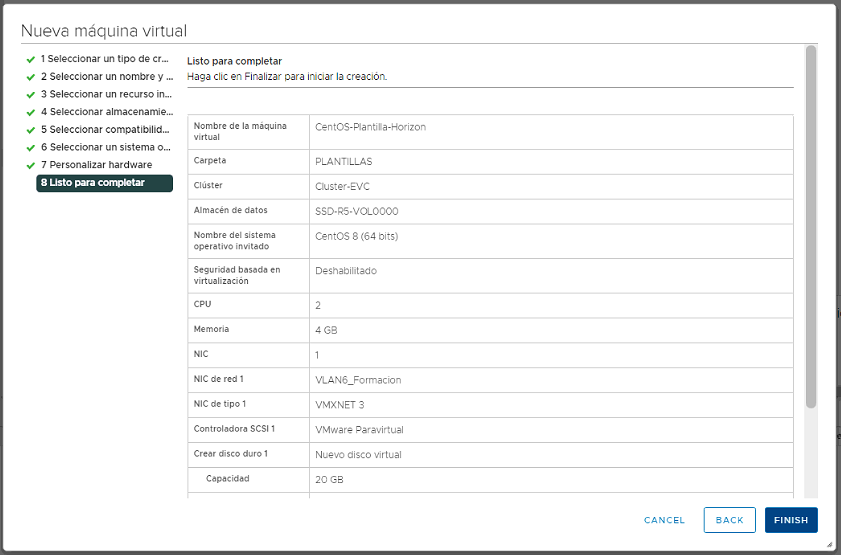 Nueva máquina virtual
1 Seleccionar un tipo de cr...
2 Seleccionar un nombre y ...
3 Seleccionar un recurso in...
4 Seleccionar almacenamie...
5 Seleccionar compatibilid...
6 Seleccionar un sistema o...
7 Personalizar hardware
8 Listo para completar
Listo para completar
Haga clic en Finalizar para iniciar la creación.
Nombre de la máquina
virtual
CentOS-Plantilla-Horizon
Carpeta
PLANTILLAS
Clúster
Cluster-EVC
Almacén de datos
SSD-R5-VOL0000
Nombre del sistema
operativo invitado
CentOS 8 (64 bits)
Seguridad basada en
virtualización
Deshabilitado
CPU
2
Memoria
4 GB
NIC
1
NIC de red 1
VLAN6_Formacion
NIC de tipo 1
VMXNET 3
Controladora SCSI 1
VMware Paravirtual
Crear disco duro 1
Nuevo disco virtual
Capacidad
20 GB
CANCEL
BACK
FINISH